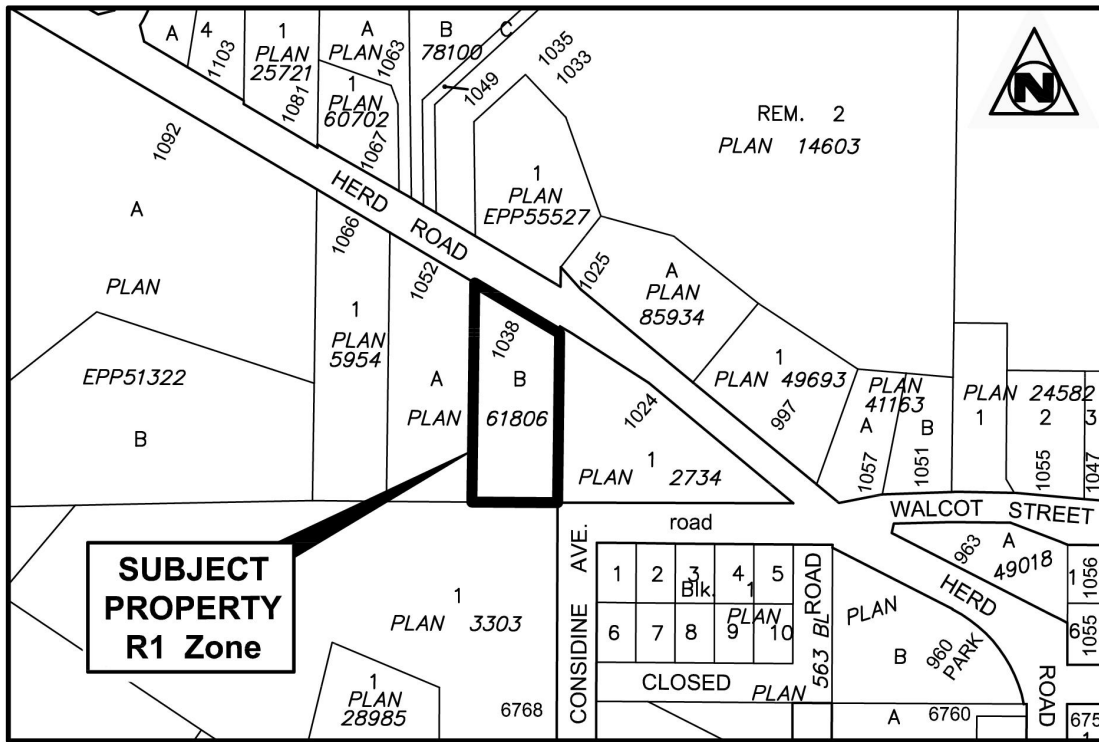 A
4
1103
1
PLAN
25721
1081
A
PLAN
1063
1
PLAN
60702
1067
B
78100
C
1049
1035
1033
REM. 2
PLAN 14603
N
1092
A
PLAN
HERD ROAD
1066
1052
1
PLAN
EPP55527
1025
A
PLAN
85934
EPP51322
B
1
PLAN
5954
A
PLAN
1038
B
61806
1024
1
PLAN 2734
1
PLAN 49693
997
PLAN
41163
A
B
1057
1051
PLAN 24582
1
2
3
1055
1047
WALCOT STREET
road
SUBJECT
PROPERTY
R1 Zone
1
PLAN 3303
1
PLAN
28985
6768
CONSIDINE AVE.
1
2
3
4
5
Blk. 1
PLAN
6
7
8
9
10
CLOSED
PLAN
563 BL ROAD
PLAN
B
960
PARK
963
A
49018
HERD
ROAD
1
1056
6
1055
A
6760
675
1